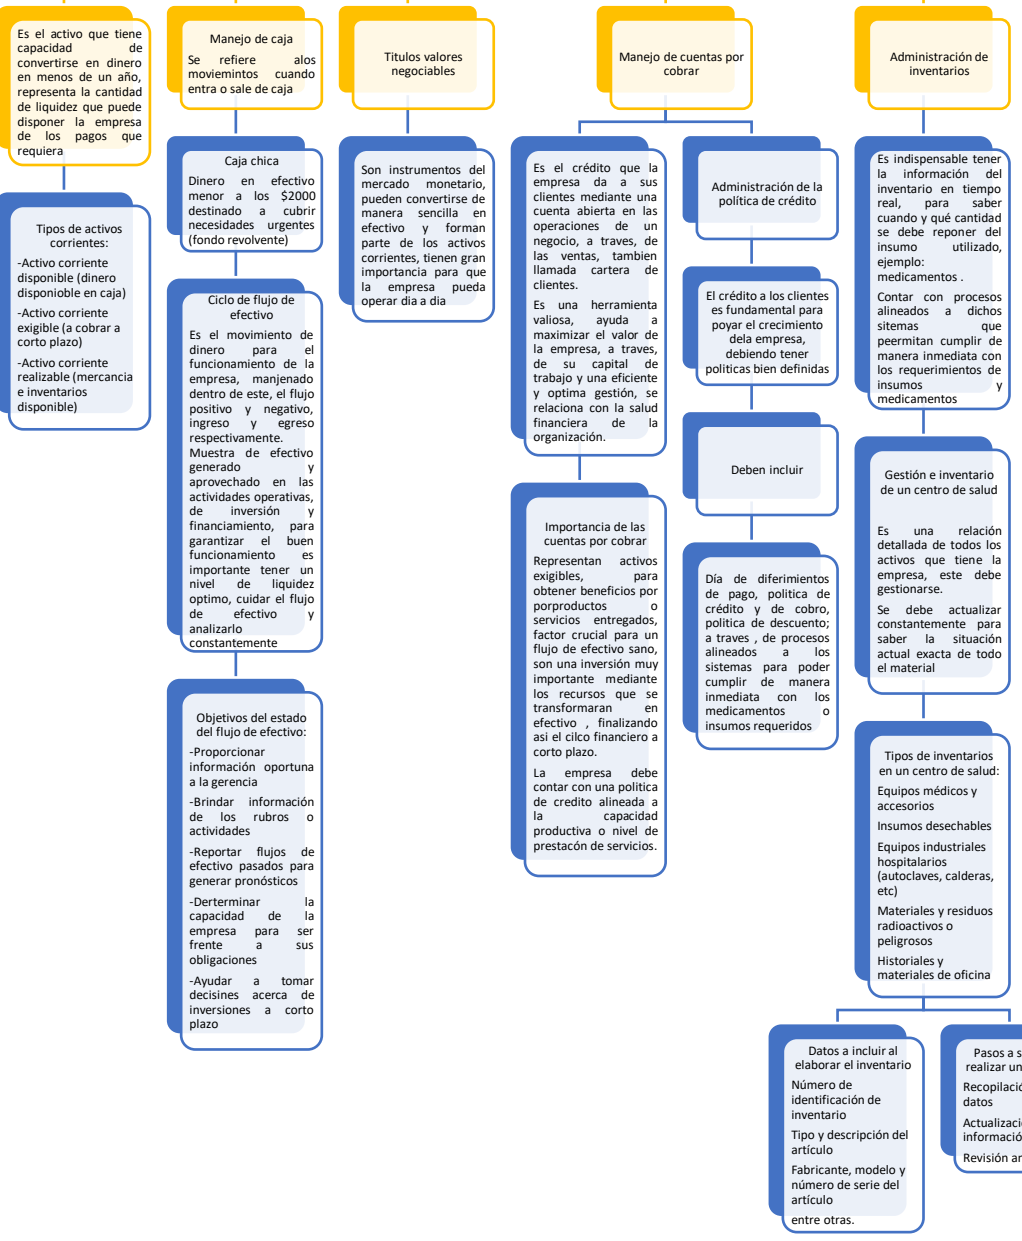 Es el activo que tiene
capacidad de
convertirse en dinero
en menos de un año,
representa la cantidad
de liquidez que puede
disponer la empresa
de los pagos que
requiera
Tipos de activos
corrientes:
-Activo corriente
disponible (dinero
disponioble en caja)
-Activo corriente
exigible (a cobrar a
corto plazo)
-Activo corriente
realizable (mercancia
e inventarios
disponible)
Manejo de caja
Se refiere alos
moviemintos cuando
entra o sale de caja
Caja chica
Dinero en efectivo
menor a los $2000
destinado a cubrir
necesidades urgentes
(fondo revolvente)
Ciclo de flujo de
efectivo
Es el movimiento de
dinero para el
funcionamiento de la
empresa, manjenado
dentro de este, el flujo
positivo y negativo,
ingreso y egreso
respectivamente.
Muestra de efectivo
generado y
aprovechado en las
actividades operativas,
de inversión y
financiamiento, para
garantizar el buen
funcionamiento es
importante tener un
nivel de liquidez
optimo, cuidar el flujo
de efectivo y
analizarlo
constantemente
Objetivos del estado
del flujo de efectivo:
-Proporcionar
información oportuna
a la gerencia
-Brindar información
de los rubros o
actividades
-Reportar flujos de
efectivo pasados para
generar pronósticos
-Derterminar la
capacidad de la
empresa para ser
frente a sus
obligaciones
-Ayudar a tomar
decisines acerca de
inversiones a corto
plazo
Titulos valores
negociables
Son instrumentos del
mercado monetario,
pueden convertirse de
manera sencilla en
efectivo y forman
parte de los activos
corrientes, tienen gran
importancia para que
la empresa pueda
operar dia a dia
Manejo de cuentas por
cobrar
Es el crédito que la
empresa da a sus
clientes mediante una
cuenta abierta en las
operaciones de un
negocio, a traves, de
las ventas, tambien
llamada cartera de
clientes.
Es una herramienta
valiosa, ayuda a
maximizar el valor de
la empresa, a traves,
de su capital de
trabajo y una eficiente
y optima gestión, se
relaciona con la salud
financiera de la
organización.
Importancia de las
cuentas por cobrar
Representan activos
exigibles, para
obtener beneficios por
porproductos o
servicios entregados,
factor crucial para un
flujo de efectivo sano,
son una inversión muy
importante mediante
los recursos que se
transformaran en
efectivo , finalizando
asi el cilco financiero a
corto plazo.
La empresa debe
contar con una politica
de credito alineada a
la capacidad
productiva o nivel de
prestacón de servicios.
Administración de la
política de crédito
El crédito a los clientes
es fundamental para
poyar el crecimiento
dela empresa,
debiendo tener
politicas bien definidas
Deben incluir
Día de diferimientos
de pago, politica de
crédito y de cobro,
politica de descuento;
a traves , de procesos
alineados a los
sistemas para poder
cumplir de manera
inmediata con los
medicamentos o
insumos requeridos
Administración de
inventarios
Es indispensable tener
la información del
inventario en tiempo
real, para saber
cuando y qué cantidad
se debe reponer del
insumo utilizado,
ejemplo:
medicamentos .
Contar con procesos
alineados a dichos
sitemas que
peermitan cumplir de
manera inmediata con
los requerimientos de
insumos y
medicamentos
Gestión e inventario
de un centro de salud
Es una relación
detallada de todos los
activos que tiene la
empresa, este debe
gestionarse.
Se debe actualizar
constantemente para
saber la situación
actual exacta de todo
el material
Tipos de inventarios
en un centro de salud:
Equipos médicos y
accesorios
Insumos desechables
Equipos industriales
hospitalarios
(autoclaves, calderas,
etc)
Materiales y residuos
radioactivos o
peligrosos
Historiales y
materiales de oficina
Datos a incluir al
elaborar el inventario
Número de
identificación de
inventario
Tipo y descripción del
artículo
Fabricante, modelo y
número de serie del
artículo
entre otras.
Pasos a
realizar un
datos
Revisión